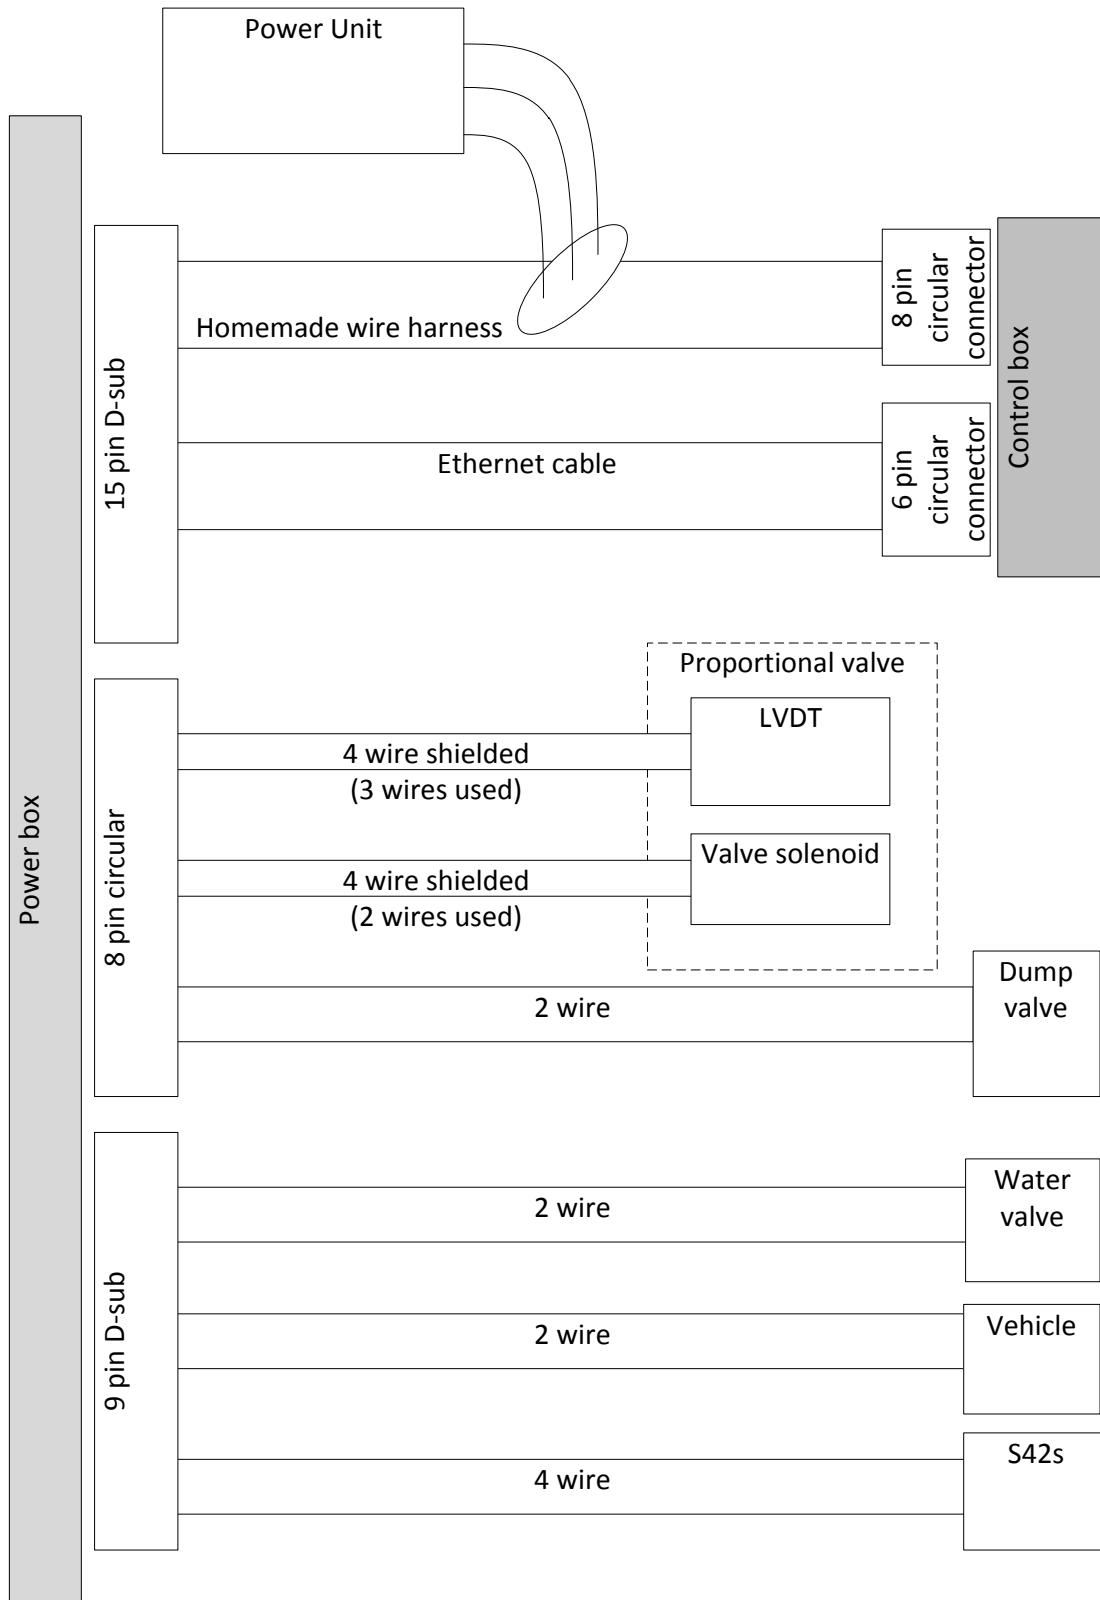 Power Unit
Power box
15 pin D-sub
Homemade wire harness
8 pin
circular
connector
Control box
Ethernet cable
6 pin
circular
connector
8 pin circular
Proportional valve
LVDT
4 wire shielded
(3 wires used)
Valve solenoid
4 wire shielded
(2 wires used)
2 wire
Dump
valve
9 pin D-sub
2 wire
Water
valve
2 wire
Vehicle
4 wire
S42s